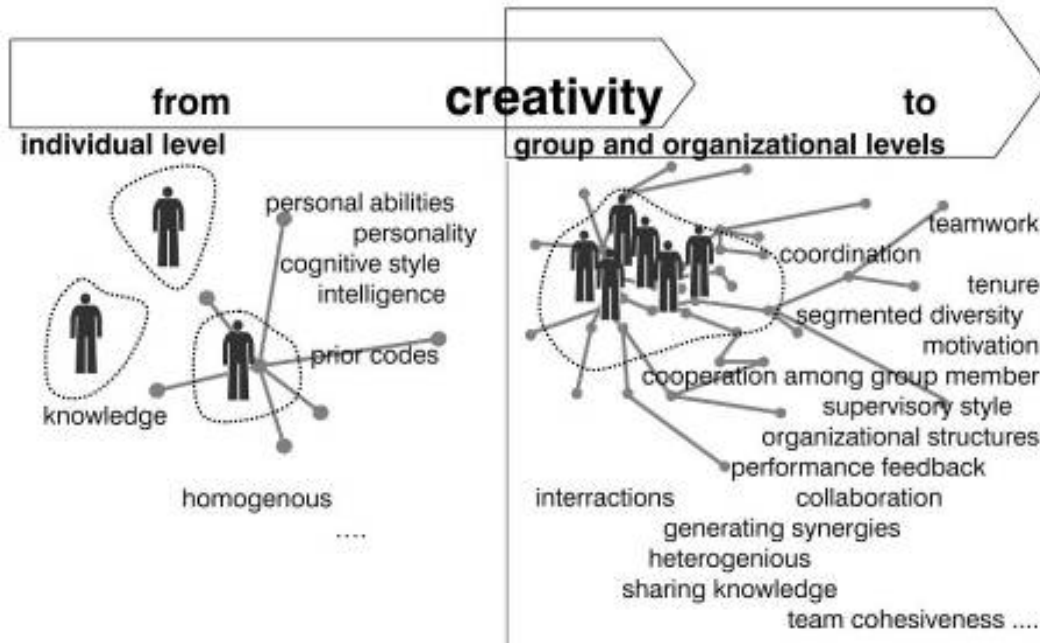 from creativity to
individual level
group and organizational levels
personal abilities
personality
cognitive style
intelligence
prior codes
knowledge
homogenous
....
teamwork
coordination
tenure
segmented diversity
motivation
cooperation among group member
supervisory style
organizational structures
performance feedback
interractions collaboration
generating synergies
heterogenious
sharing knowledge
team cohesiveness ....